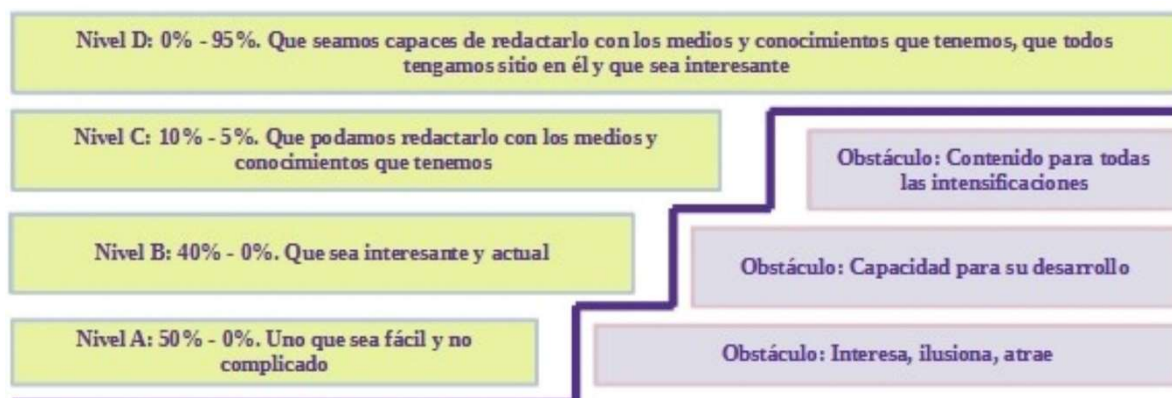 Nivel D: 0% - 95%. Que seamos capaces de redactarlo con los medios y conocimientos que tenemos, que todos
tengamos sitio en él y que sea interesante
Nivel C: 10% - 5%. Que podamos redactarlo con los medios y
conocimientos que tenemos
Obstáculo: Contenido para todas
las intensificaciones
Nivel B: 40% - 0%. Que sea interesante y actual
Obstáculo: Capacidad para su desarrollo
Nivel A: 50% - 0%. Uno que sea fácil y no
complicado
Obstáculo: Interesa, ilusiona, atrae